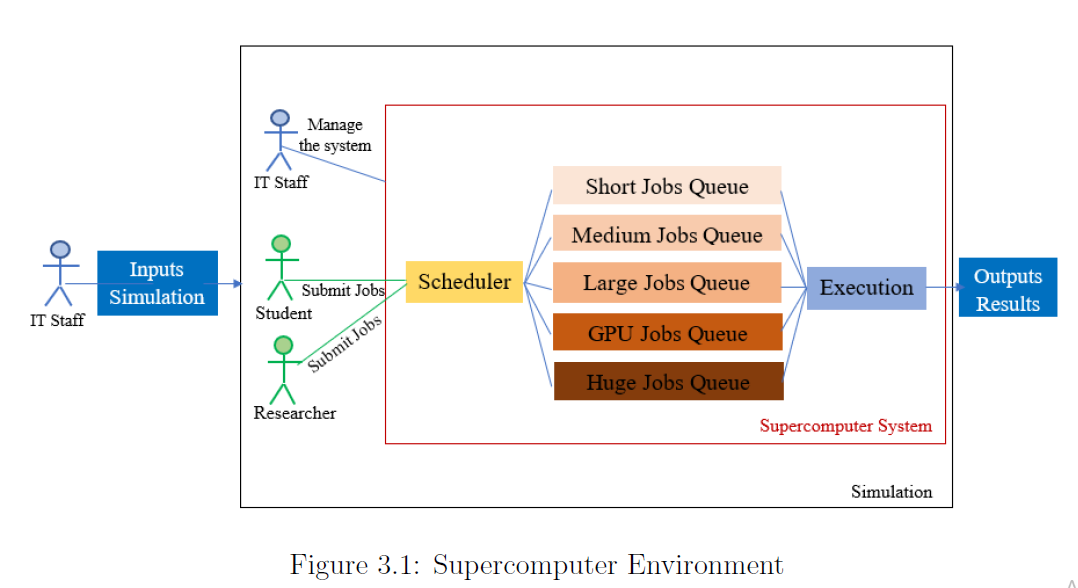 Manage
the system
IT Staff
Short Jobs Queue
Medium Jobs Queue
Inputs
Simulation
IT Staff
Submit Jobs
Student
Submit Jobs
Researcher
Scheduler
Large Jobs Queue
GPU Jobs Queue
Huge Jobs Queue
Execution
Outputs
Results
Supercomputer System
Simulation
Figure 3.1: Supercomputer Environment